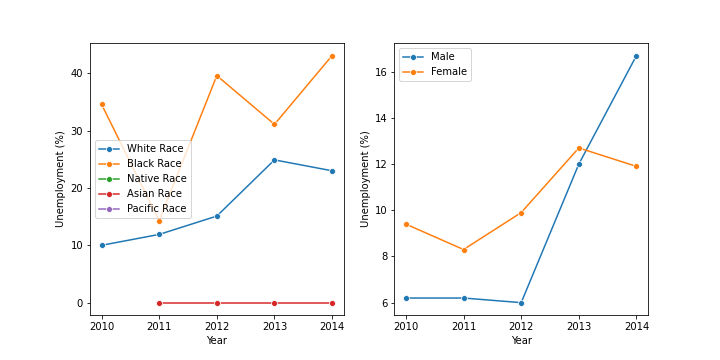 Unemployment (%)
40
30
20
10
0
White Race
Black Race
Native Race
Asian Race
Pacific Race
2010 2011 2012 2013 2014
Year
Unemployment (%)
16
14
12
10
8
6
Male
Female
2010 2011 2012 2013 2014
Year